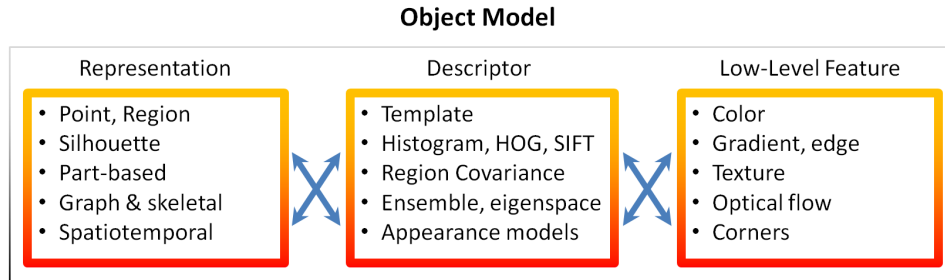 Object Model
Representation
• Point, Region
• Silhouette
• Part-based
• Graph & skeletal
• Spatiotemporal
Descriptor
• Template
• Histogram, HOG, SIFT
• Region Covariance
• Ensemble, eigenspace
• Appearance models
Low-Level Feature
• Color
• Gradient, edge
• Texture
• Optical flow
• Corners